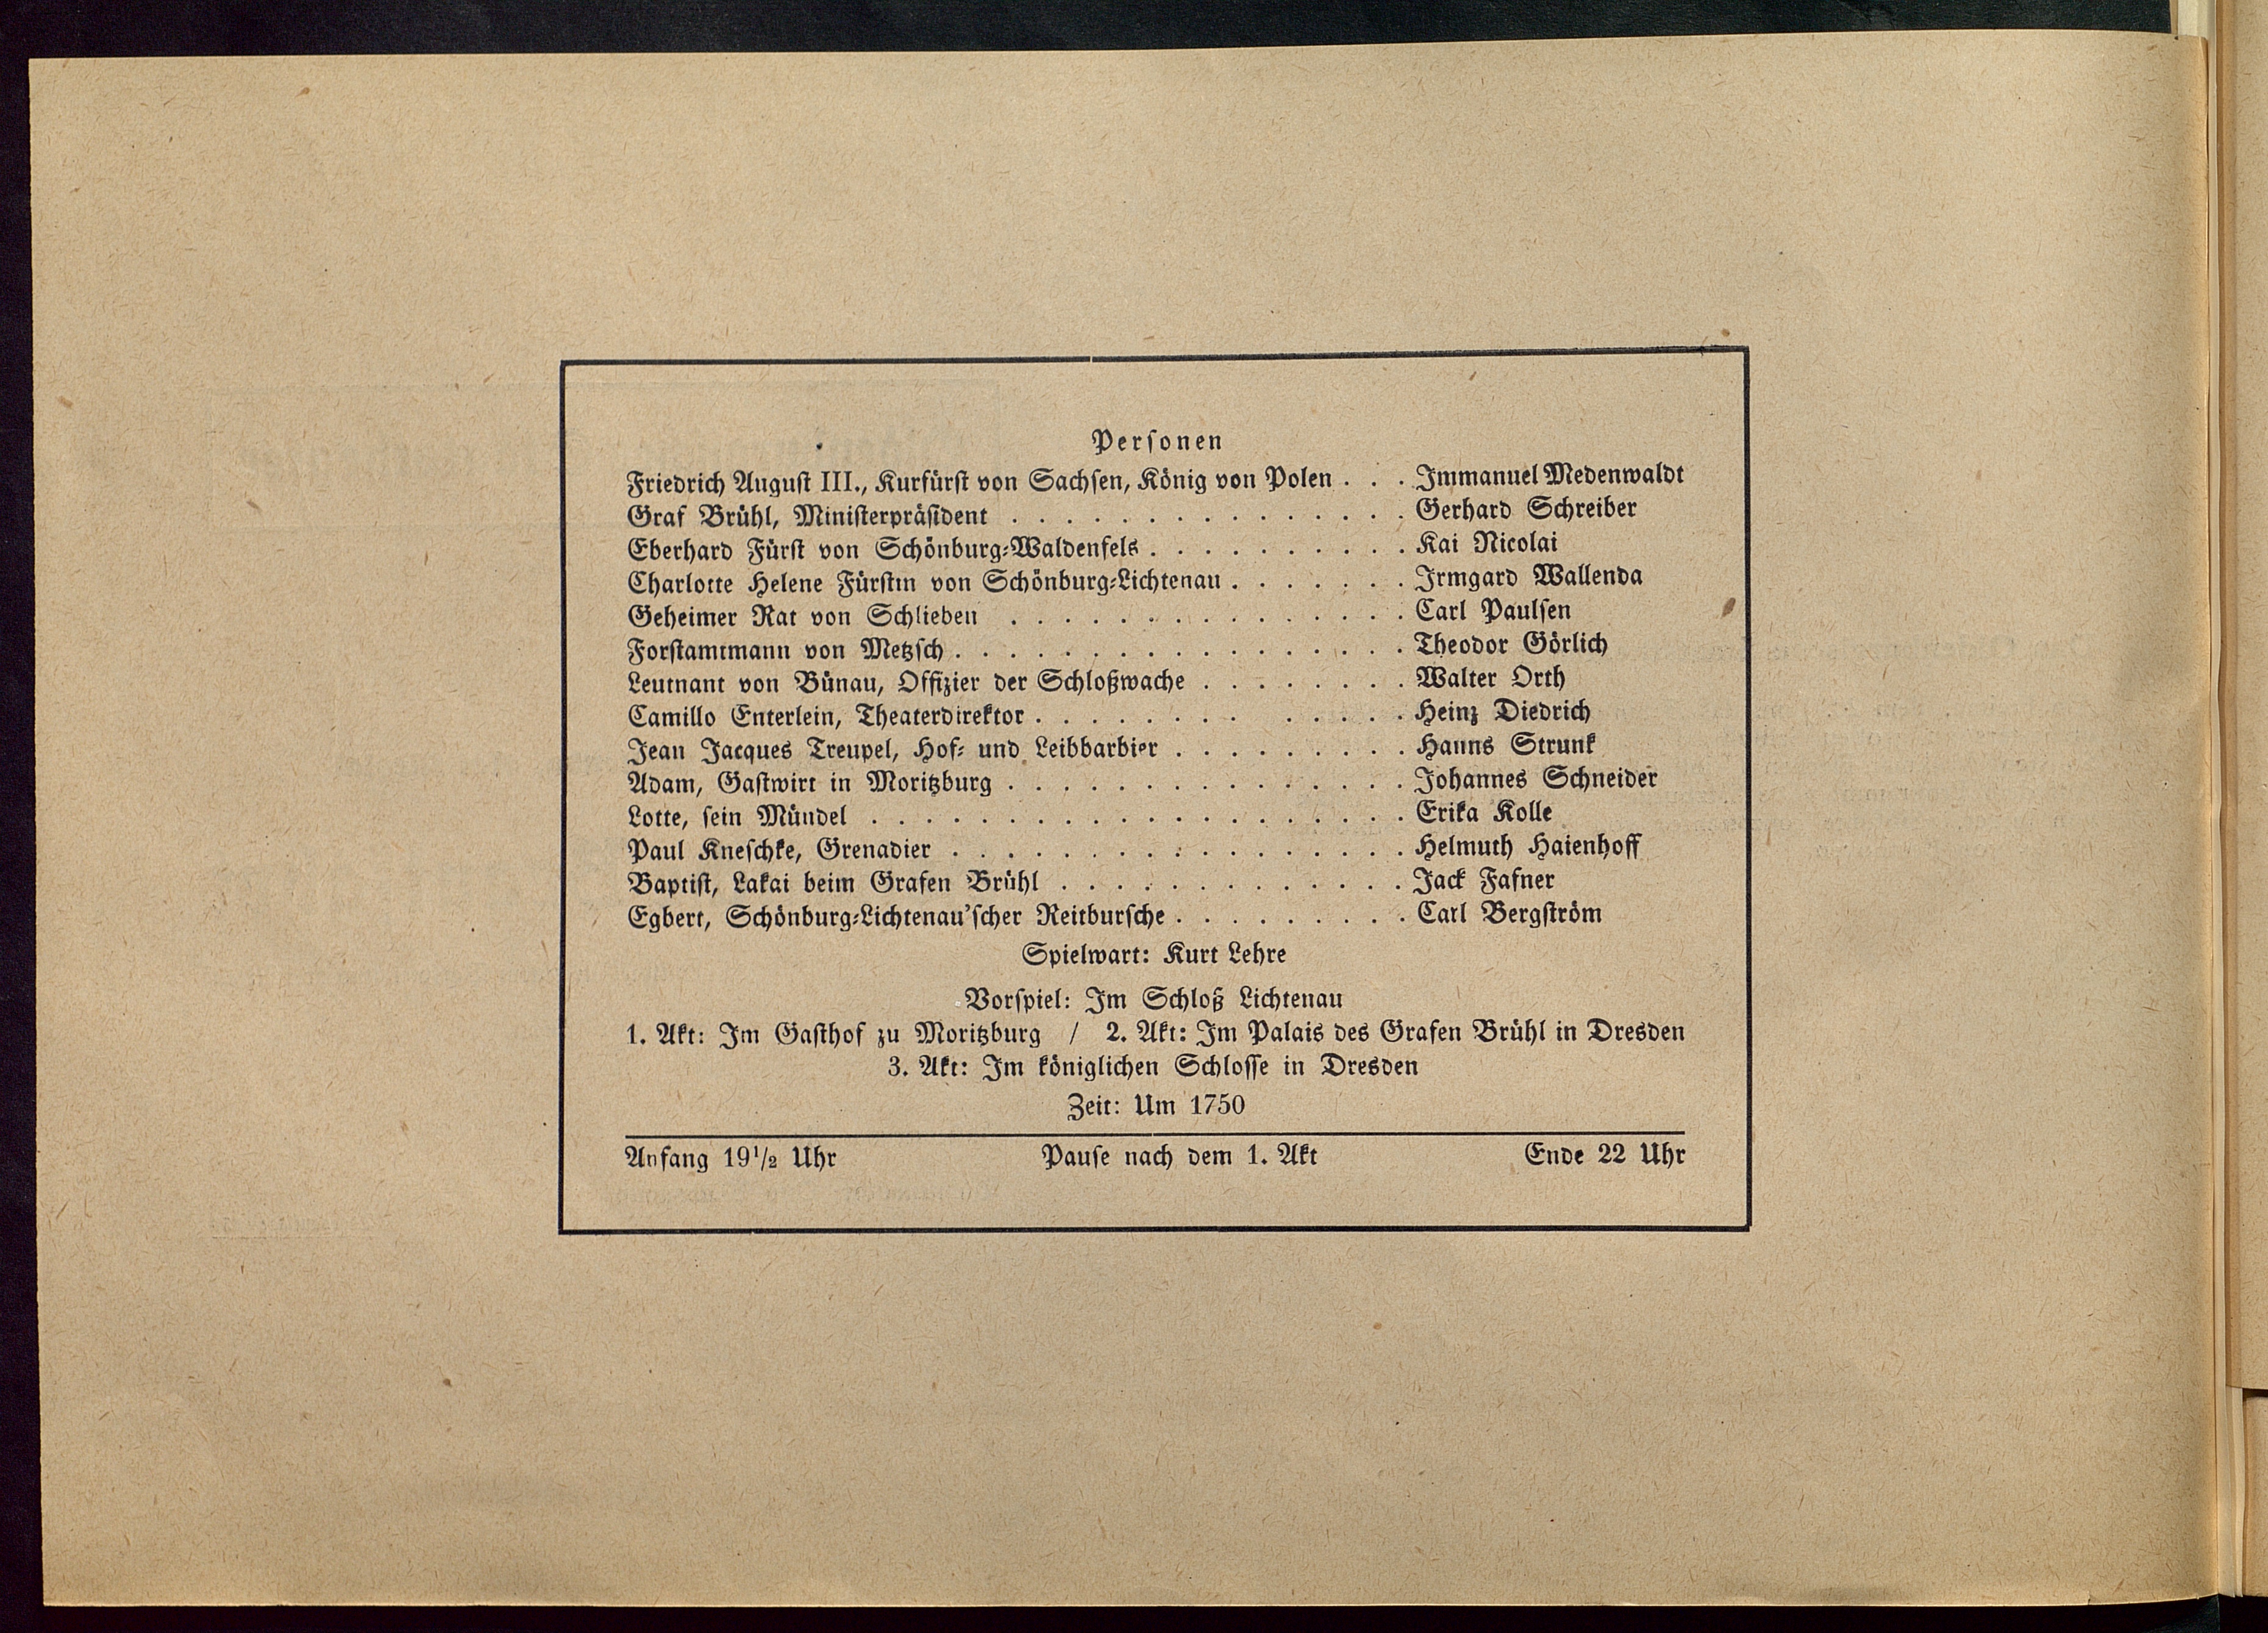 Personen
Friedrich August III., Kurfürst von Sachsen, König von Polen . . . Immanuel Medenwaldt
Graf Brühl, Ministerpräsident . . . . . . . . . . . . . . . Gerhard Schreiber
Eberhard Fürst von Schönburg-Waldenfels . . . . . . . . . . Kai Nicolai
Charlotte Helene Fürstin von Schönburg-Lichtenau . . . . . . . Irmgard Wallenda
Geheimer Rat von Schlieben . . . . . . . . . . . . . . . Carl Paulsen
Forstamtmann von Metzsch . . . . . . . . . . . . . . . . . Theodor Görlich
Leutnant von Bünau, Offizier der Schloßwache . . . . . . . . Walter Orth
Camillo Enterlein, Theaterdirektor . . . . . . . . . . . . . Heinz Diedrich
Jean Jacques Treupel, Hof- und Leibbarbier . . . . . . . . . Hanns Strunk
Adam, Gastwirt in Moritzburg . . . . . . . . . . . . . . . Johannes Schneider
Lotte, sein Mündel . . . . . . . . . . . . . . . . . . . . Erika Kolle
Paul Kneschke, Grenadier . . . . . . . . . . . . . . . . . Helmuth Haienhoff
Baptist, Lakai beim Grafen Brühl . . . . . . . . . . . . . Jack Fafner
Egbert, Schönburg-Lichtenau'scher Reitbursche . . . . . . . . . Carl Bergström
Spielwart: Kurt Lehre
Vorspiel: Im Schloß Lichtenau
1. Akt: Im Gasthof zu Moritzburg / 2. Akt: Im Palais des Grafen Brühl in Dresden
3. Akt: Im königlichen Schlosse in Dresden
Zeit: Um 1750
Anfang 19½ Uhr Pause nach dem 1. Akt Ende 22 Uhr